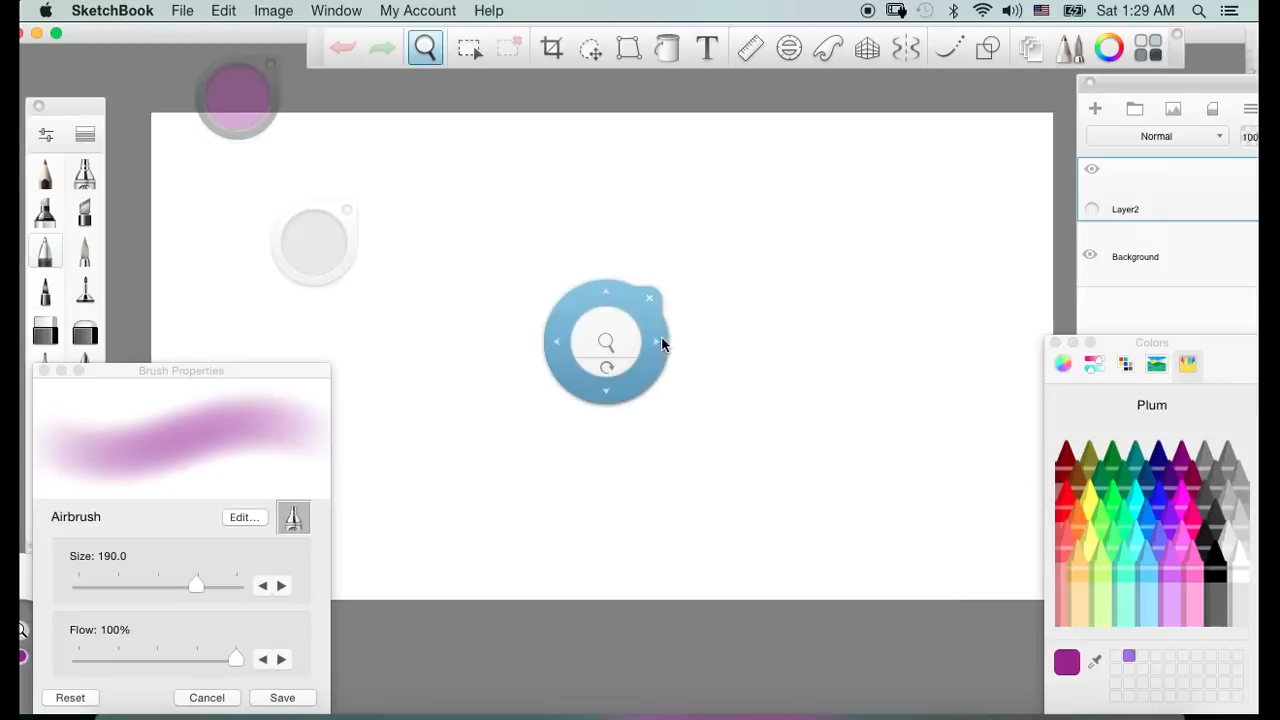 SketchBook File Edit Image Window My Account Help Sat 1:29 AM
T
Normal 100
Layer2
Background
Brush Properties
Colors
Plum
Airbrush Edit...
Size: 190.0
Flow: 100%
Reset Cancel Save